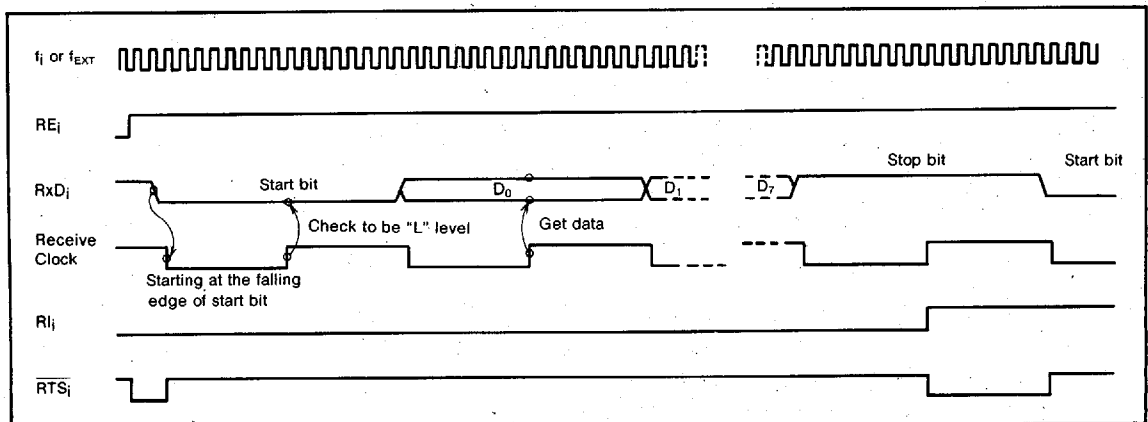 fi or fEXT
REi
RxDi
Start bit
D0
D1
D7
Stop bit
Start bit
Check to be "L" level
Get data
Receive
Clock
Starting at the falling
edge of start bit
RIi
RTSi